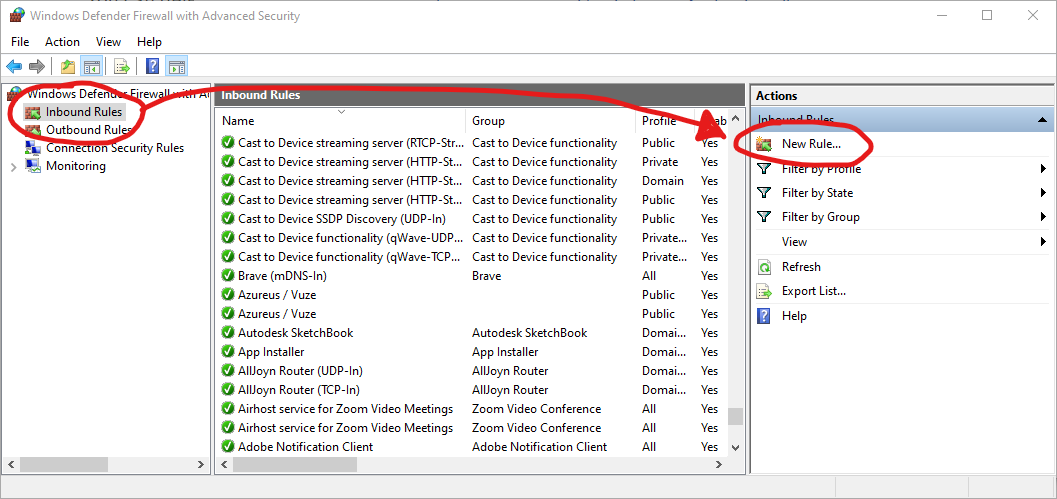 Windows Defender Firewall with Advanced Security
File Action View Help
Windows Defender Firewall with A
Inbound Rules
Outbound Rules
Connection Security Rules
Monitoring
Inbound Rules
Name Group Profile
Cast to Device streaming server (RTCP-Str... Cast to Device functionality Public Yes
Cast to Device streaming server (HTTP-St... Cast to Device functionality Private Yes
Cast to Device streaming server (HTTP-St... Cast to Device functionality Domain Yes
Cast to Device streaming server (HTTP-St... Cast to Device functionality Public Yes
Cast to Device SSDP Discovery (UDP-In) Cast to Device functionality Public Yes
Cast to Device functionality (qWave-UDP... Cast to Device functionality Private... Yes
Cast to Device functionality (qWave-TCP... Cast to Device functionality Private... Yes
Brave (mDNS-In) Brave All Yes
Azureus / Vuze Public Yes
Azureus / Vuze Public Yes
Autodesk SketchBook Autodesk SketchBook Domai... Yes
App Installer App Installer Domai... Yes
AllJoyn Router (UDP-In) AllJoyn Router Domai... Yes
AllJoyn Router (TCP-In) AllJoyn Router Domai... Yes
Airhost service for Zoom Video Meetings Zoom Video Conference All Yes
Airhost service for Zoom Video Meetings Zoom Video Conference All Yes
Adobe Notification Client Adobe Notification Client Domai... Yes
Actions
Inbound Rules
New Rule...
Filter by Profile
Filter by State
Filter by Group
View
Refresh
Export List...
Help